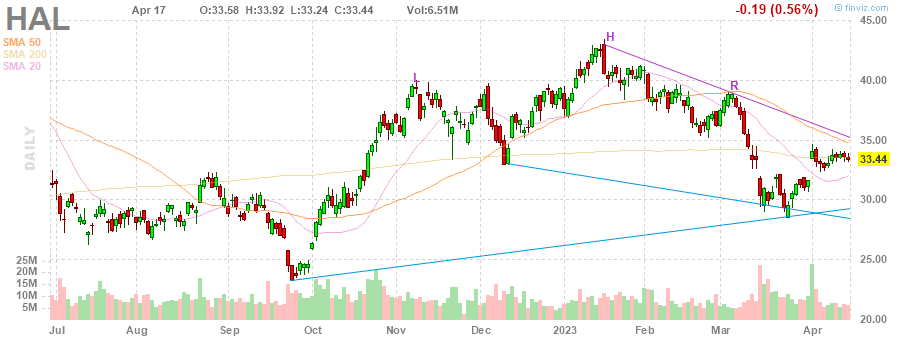 HAL Apr 17 O:33.58 H:33.92 L:33.24 C:33.44 Vol:6.51M -0.19 (0.56%) © finviz.com
SMA 50
SMA 200
SMA 20
DAILY
L H R
45.00
40.00
35.00
33.44
30.00
25.00
20.00
25M
20M
15M
10M
5M
Jul Aug Sep Oct Nov Dec 2023 Feb Mar Apr